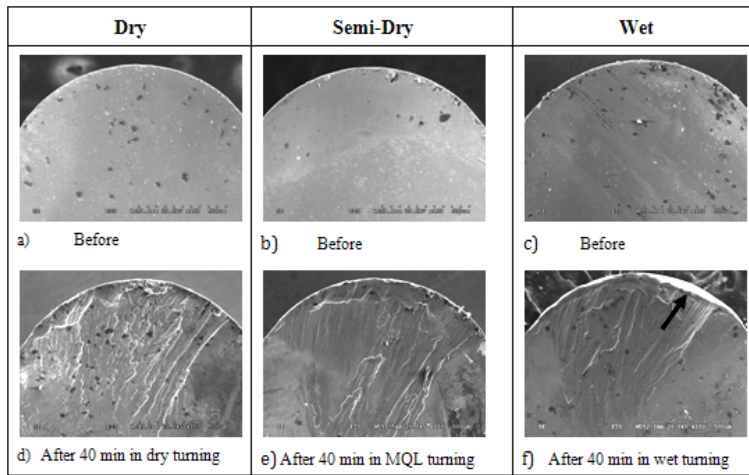 Dry
Semi-Dry
Wet
a) Before
b) Before
c) Before
d) After 40 min in dry turning
e) After 40 min in MQL turning
f) After 40 min in wet turning